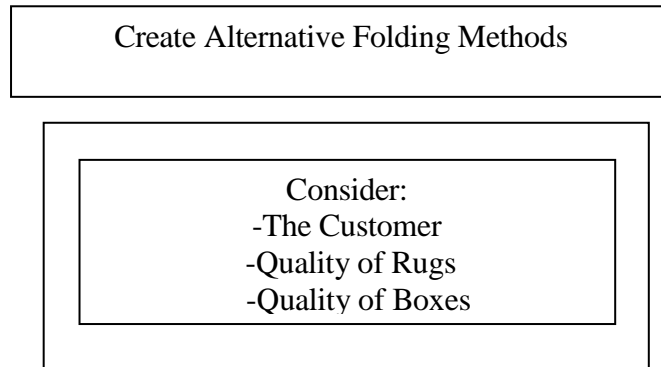 Create Alternative Folding Methods
Consider:
-The Customer
-Quality of Rugs
-Quality of Boxes